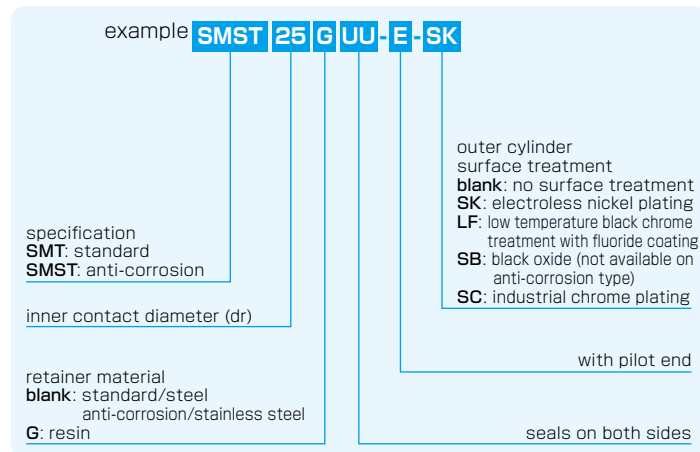 example SMST 25 G UU - E - SK
specification
SMT: standard
SMST: anti-corrosion
inner contact diameter (dr)
retainer material
blank: standard/steel
anti-corrosion/stainless steel
G: resin
outer cylinder
surface treatment
blank: no surface treatment
SK: electroless nickel plating
LF: low temperature black chrome
treatment with fluoride coating
SB: black oxide (not available on
anti-corrosion type)
SC: industrial chrome plating
with pilot end
seals on both sides